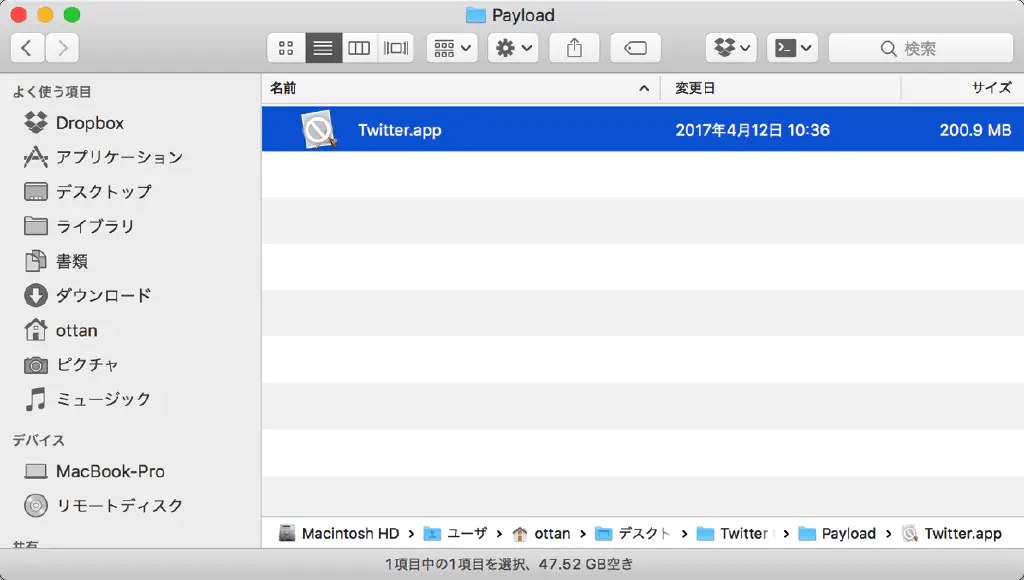 Payload
検索
よく使う項目
Dropbox
アプリケーション
デスクトップ
ライブラリ
書類
ダウンロード
ottan
ピクチャ
ミュージック
デバイス
MacBook-Pro
リモートディスク
共有
名前 変更日 サイズ
Twitter.app 2017年4月12日 10:36 200.9 MB
Macintosh HD › ユーザ › ottan › デスクト › Twitter › Payload › Twitter.app
1項目中の1項目を選択、47.52 GB空き